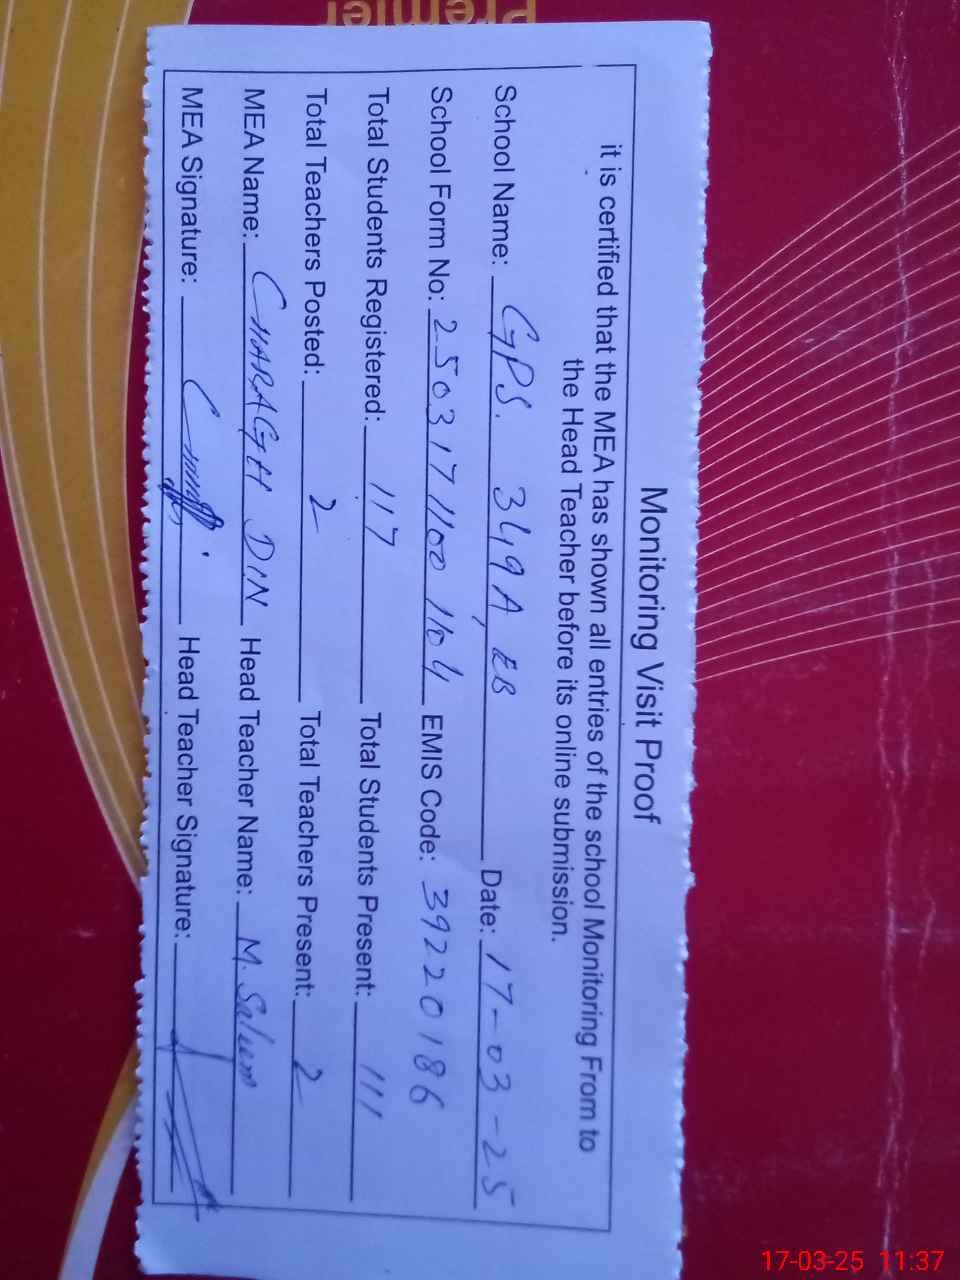 Premier
Monitoring Visit Proof
it is certified that the MEA has shown all entries of the school Monitoring From to
the Head Teacher before its online submission.
School Name: GPS. 349A, EB Date: 17-03-25
School Form No: 2503171100 1104 EMIS Code: 39220186
Total Students Registered: 117 Total Students Present: 111
Total Teachers Posted: 2 Total Teachers Present: 2
MEA Name: CHARAGH DIN Head Teacher Name: M. Saleem
MEA Signature: Head Teacher Signature:
17-03-25 11:37